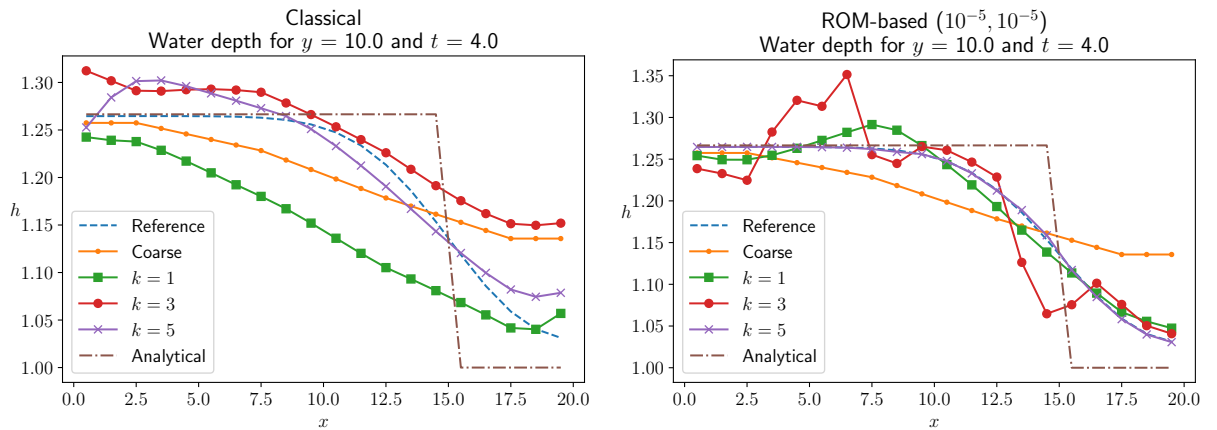 Classical
Water depth for y = 10.0 and t = 4.0
1.30
1.25
1.20
h
1.15
1.10
1.05
1.00
Reference
Coarse
k = 1
k = 3
k = 5
Analytical
0.0 2.5 5.0 7.5 10.0 12.5 15.0 17.5 20.0
x
ROM-based (10⁻⁵, 10⁻⁵)
Water depth for y = 10.0 and t = 4.0
1.35
1.30
1.25
1.20
h
1.15
1.10
1.05
1.00
Reference
Coarse
k = 1
k = 3
k = 5
Analytical
0.0 2.5 5.0 7.5 10.0 12.5 15.0 17.5 20.0
x